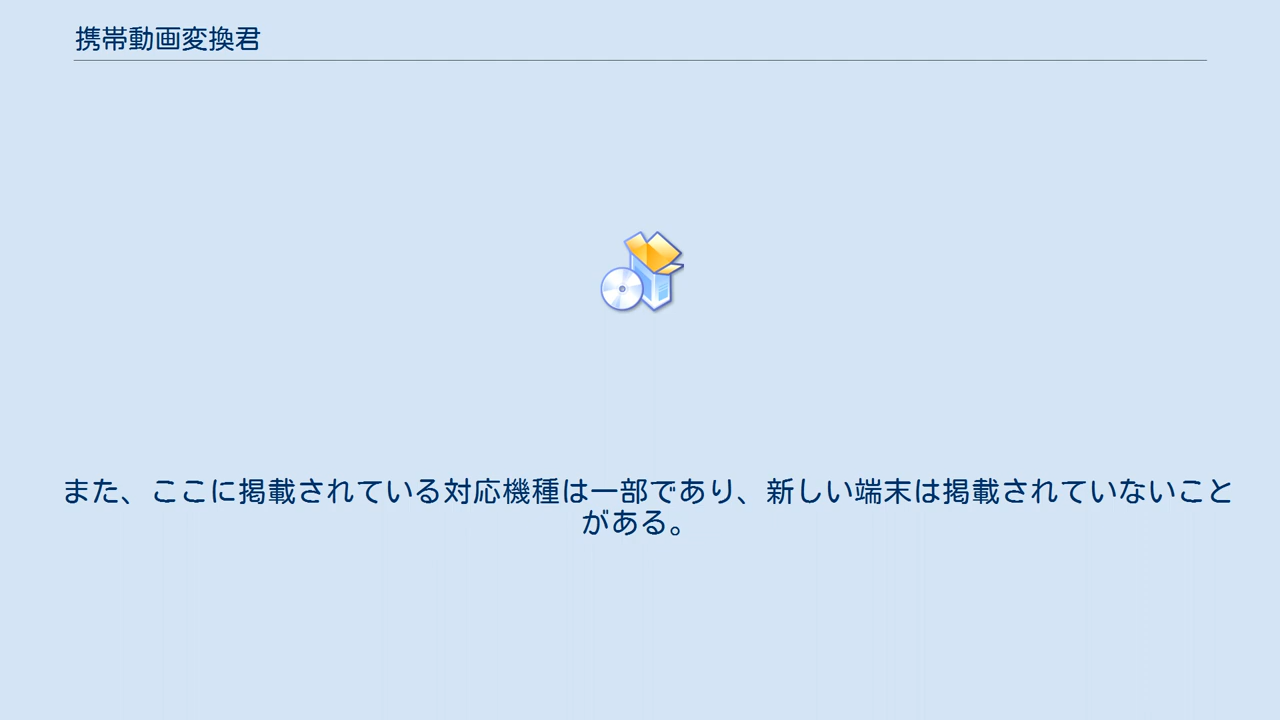 携帯動画変換君
また、ここに掲載されている対応機種は一部であり、新しい端末は掲載されていないこと
がある。